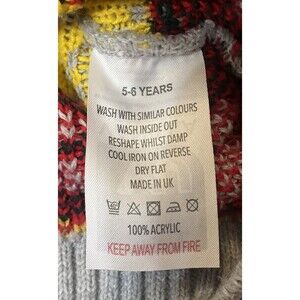 5-6 YEARS
WASH WITH SIMILAR COLOURS
WASH INSIDE OUT
RESHAPE WHILST DAMP
COOL IRON ON REVERSE
DRY FLAT
MADE IN UK
100% ACRYLIC
KEEP AWAY FROM FIRE